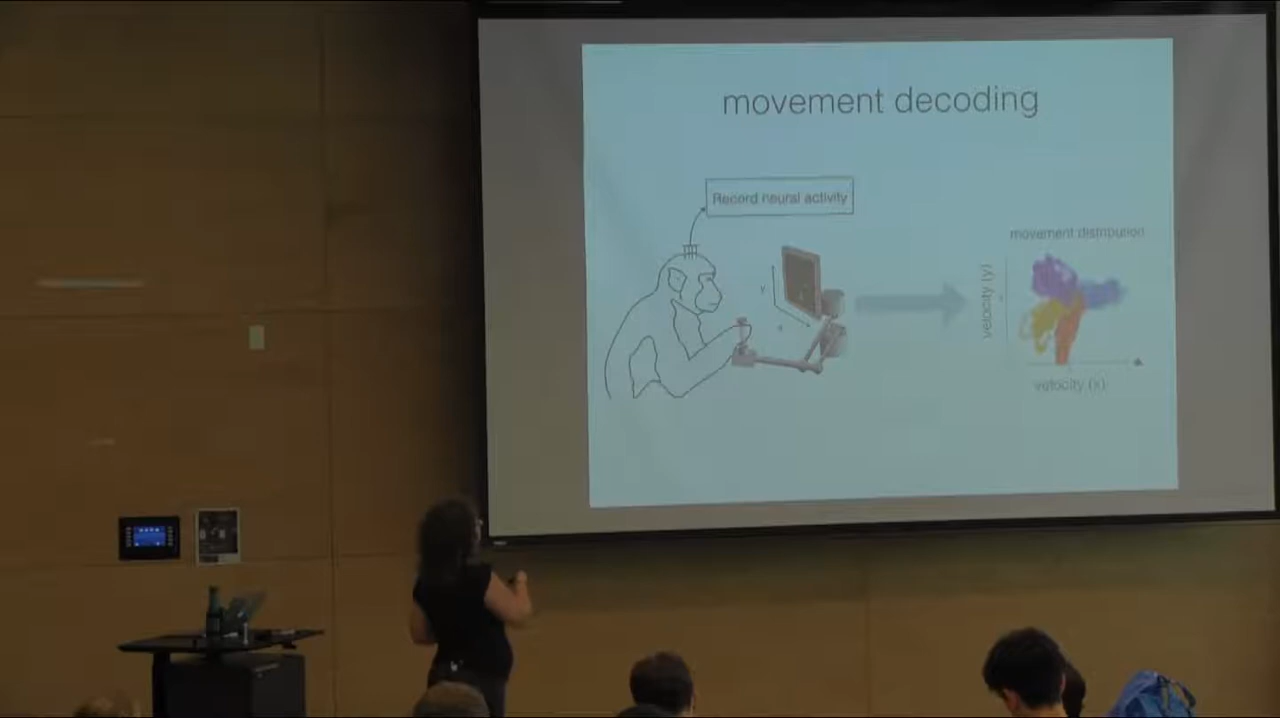 movement decoding
Record neural activity
movement distribution
velocity (y)
velocity (x)
y
x